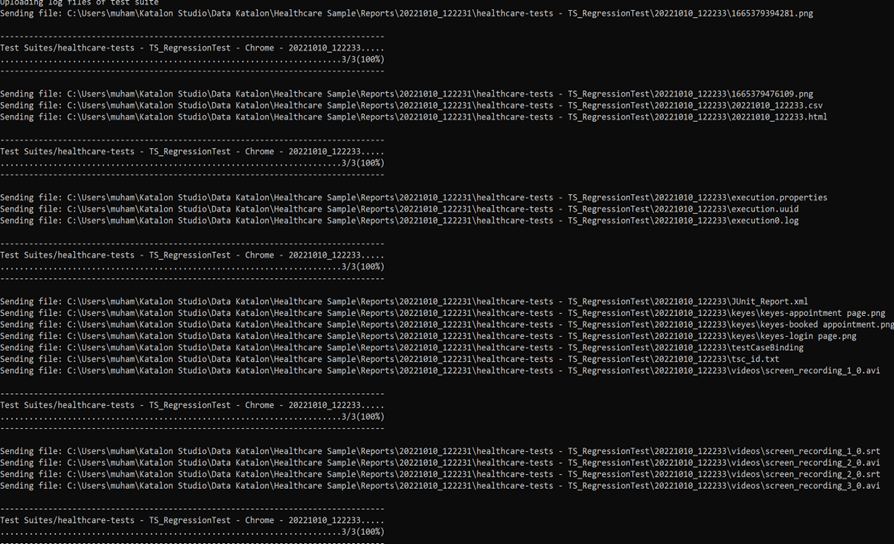 Uploading log files of test suite
Sending file: C:\Users\muham\Katalon Studio\Data Katalon\Healthcare Sample\Reports\20221010_122231\healthcare-tests - TS_RegressionTest\20221010_122233\1665379394281.png
--------------------------------------------------------------------------------
Test Suites/healthcare-tests - TS_RegressionTest - Chrome - 20221010_122233.....
.......................................................................3/3(100%)
--------------------------------------------------------------------------------
Sending file: C:\Users\muham\Katalon Studio\Data Katalon\Healthcare Sample\Reports\20221010_122231\healthcare-tests - TS_RegressionTest\20221010_122233\1665379476109.png
Sending file: C:\Users\muham\Katalon Studio\Data Katalon\Healthcare Sample\Reports\20221010_122231\healthcare-tests - TS_RegressionTest\20221010_122233\20221010_122233.csv
Sending file: C:\Users\muham\Katalon Studio\Data Katalon\Healthcare Sample\Reports\20221010_122231\healthcare-tests - TS_RegressionTest\20221010_122233\20221010_122233.html
--------------------------------------------------------------------------------
Test Suites/healthcare-tests - TS_RegressionTest - Chrome - 20221010_122233.....
.......................................................................3/3(100%)
--------------------------------------------------------------------------------
Sending file: C:\Users\muham\Katalon Studio\Data Katalon\Healthcare Sample\Reports\20221010_122231\healthcare-tests - TS_RegressionTest\20221010_122233\execution.properties
Sending file: C:\Users\muham\Katalon Studio\Data Katalon\Healthcare Sample\Reports\20221010_122231\healthcare-tests - TS_RegressionTest\20221010_122233\execution.uuid
Sending file: C:\Users\muham\Katalon Studio\Data Katalon\Healthcare Sample\Reports\20221010_122231\healthcare-tests - TS_RegressionTest\20221010_122233\execution0.log
--------------------------------------------------------------------------------
Test Suites/healthcare-tests - TS_RegressionTest - Chrome - 20221010_122233.....
.......................................................................3/3(100%)
--------------------------------------------------------------------------------
Sending file: C:\Users\muham\Katalon Studio\Data Katalon\Healthcare Sample\Reports\20221010_122231\healthcare-tests - TS_RegressionTest\20221010_122233\JUnit_Report.xml
Sending file: C:\Users\muham\Katalon Studio\Data Katalon\Healthcare Sample\Reports\20221010_122231\healthcare-tests - TS_RegressionTest\20221010_122233\keyes\keyes-appointment page.png
Sending file: C:\Users\muham\Katalon Studio\Data Katalon\Healthcare Sample\Reports\20221010_122231\healthcare-tests - TS_RegressionTest\20221010_122233\keyes\keyes-booked appointment.png
Sending file: C:\Users\muham\Katalon Studio\Data Katalon\Healthcare Sample\Reports\20221010_122231\healthcare-tests - TS_RegressionTest\20221010_122233\keyes\keyes-login page.png
Sending file: C:\Users\muham\Katalon Studio\Data Katalon\Healthcare Sample\Reports\20221010_122231\healthcare-tests - TS_RegressionTest\20221010_122233\testCaseBinding
Sending file: C:\Users\muham\Katalon Studio\Data Katalon\Healthcare Sample\Reports\20221010_122231\healthcare-tests - TS_RegressionTest\20221010_122233\tsc_id.txt
Sending file: C:\Users\muham\Katalon Studio\Data Katalon\Healthcare Sample\Reports\20221010_122231\healthcare-tests - TS_RegressionTest\20221010_122233\videos\screen_recording_1_0.avi
--------------------------------------------------------------------------------
Test Suites/healthcare-tests - TS_RegressionTest - Chrome - 20221010_122233.....
.......................................................................3/3(100%)
--------------------------------------------------------------------------------
Sending file: C:\Users\muham\Katalon Studio\Data Katalon\Healthcare Sample\Reports\20221010_122231\healthcare-tests - TS_RegressionTest\20221010_122233\videos\screen_recording_1_0.srt
Sending file: C:\Users\muham\Katalon Studio\Data Katalon\Healthcare Sample\Reports\20221010_122231\healthcare-tests - TS_RegressionTest\20221010_122233\videos\screen_recording_2_0.avi
Sending file: C:\Users\muham\Katalon Studio\Data Katalon\Healthcare Sample\Reports\20221010_122231\healthcare-tests - TS_RegressionTest\20221010_122233\videos\screen_recording_2_0.srt
Sending file: C:\Users\muham\Katalon Studio\Data Katalon\Healthcare Sample\Reports\20221010_122231\healthcare-tests - TS_RegressionTest\20221010_122233\videos\screen_recording_3_0.avi
--------------------------------------------------------------------------------
Test Suites/healthcare-tests - TS_RegressionTest - Chrome - 20221010_122233.....
.......................................................................3/3(100%)
--------------------------------------------------------------------------------